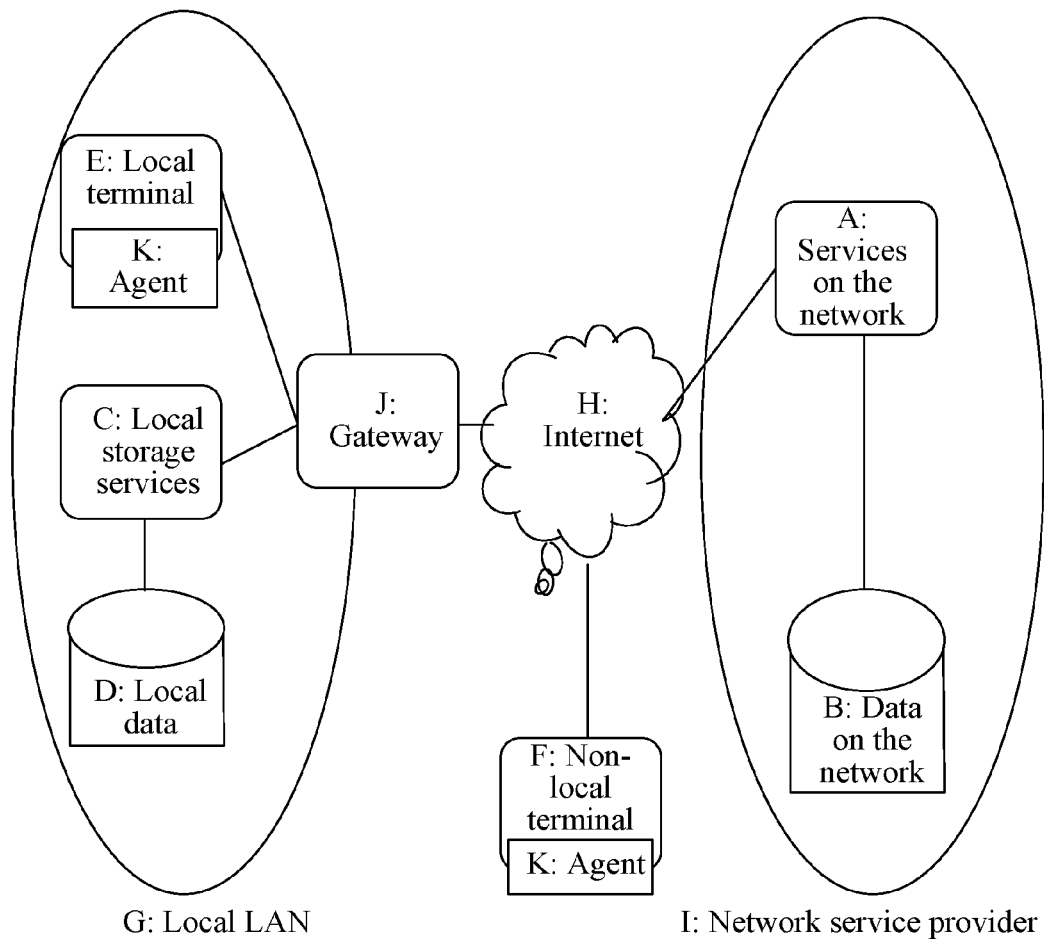 E: Local
terminal
K:
Agent
C: Local
storage
services
D: Local
data
G: Local LAN
J:
Gateway
H:
Internet
F: Non-
local
terminal
K: Agent
A:
Services
on the
network
B: Data
on the
network
I: Network service provider